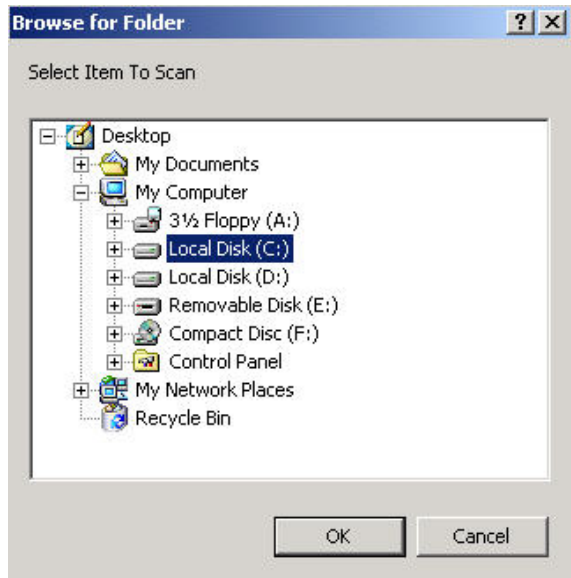 Browse for Folder
Select Item To Scan
Desktop
My Documents
My Computer
3½ Floppy (A:)
Local Disk (C:)
Local Disk (D:)
Removable Disk (E:)
Compact Disc (F:)
Control Panel
My Network Places
Recycle Bin
OK Cancel